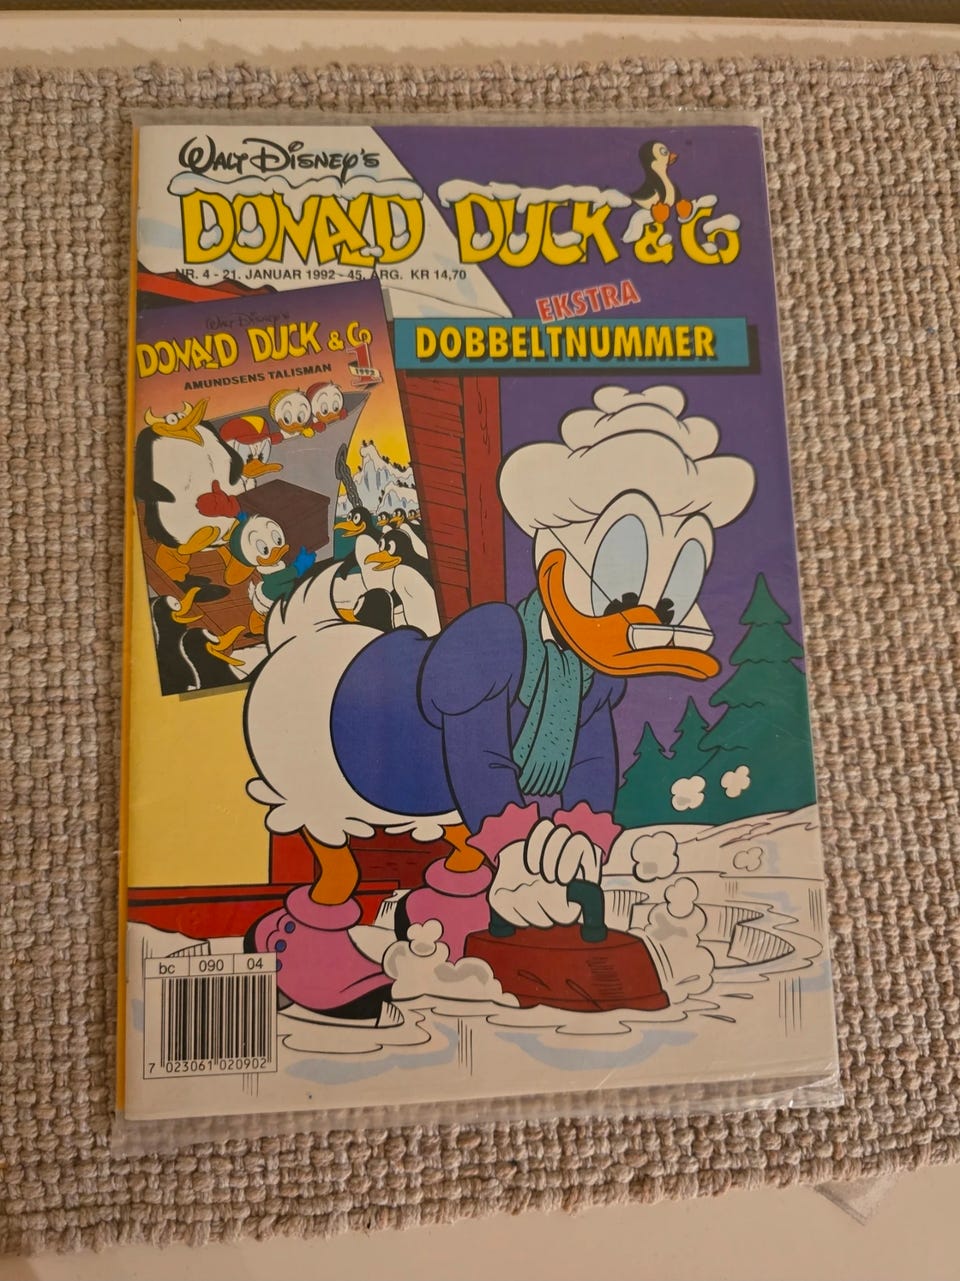 WALT DISNEY'S
DONALD DUCK & Co
NR. 4 - 21. JANUAR 1992 - 45. ÅRG. KR 14,70
EKSTRA
DOBBELTNUMMER
Walt Disney's
DONALD DUCK & Co
AMUNDSENS TALISMAN
1
1992
bc 090 04
7 023061 020902